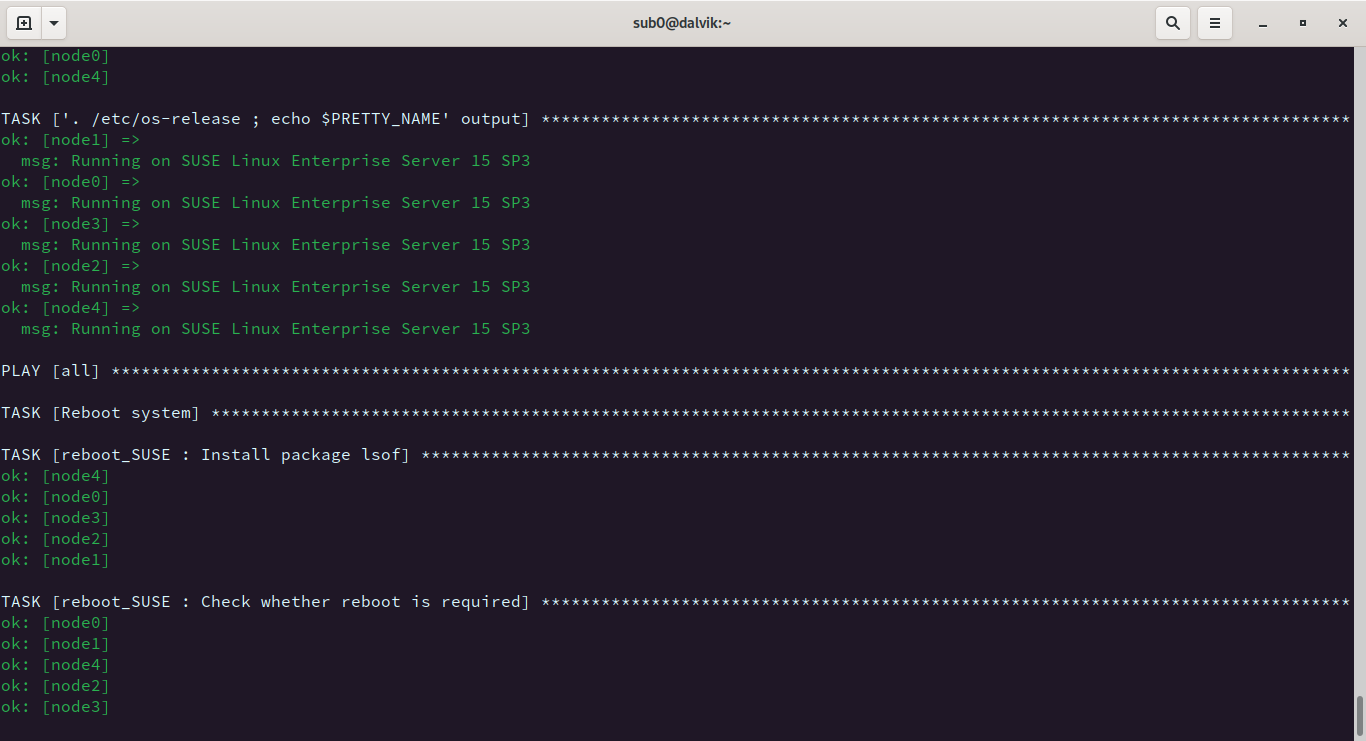 sub0@dalvik:~
ok: [node0]
ok: [node4]
TASK ['. /etc/os-release ; echo $PRETTY_NAME' output] *********************************************************************************
ok: [node1] =>
  msg: Running on SUSE Linux Enterprise Server 15 SP3
ok: [node0] =>
  msg: Running on SUSE Linux Enterprise Server 15 SP3
ok: [node3] =>
  msg: Running on SUSE Linux Enterprise Server 15 SP3
ok: [node2] =>
  msg: Running on SUSE Linux Enterprise Server 15 SP3
ok: [node4] =>
  msg: Running on SUSE Linux Enterprise Server 15 SP3
PLAY [all] ****************************************************************************************************************************
TASK [Reboot system] ******************************************************************************************************************
TASK [reboot_SUSE : Install package lsof] *********************************************************************************************
ok: [node4]
ok: [node0]
ok: [node3]
ok: [node2]
ok: [node1]
TASK [reboot_SUSE : Check whether reboot is required] *********************************************************************************
ok: [node0]
ok: [node1]
ok: [node4]
ok: [node2]
ok: [node3]